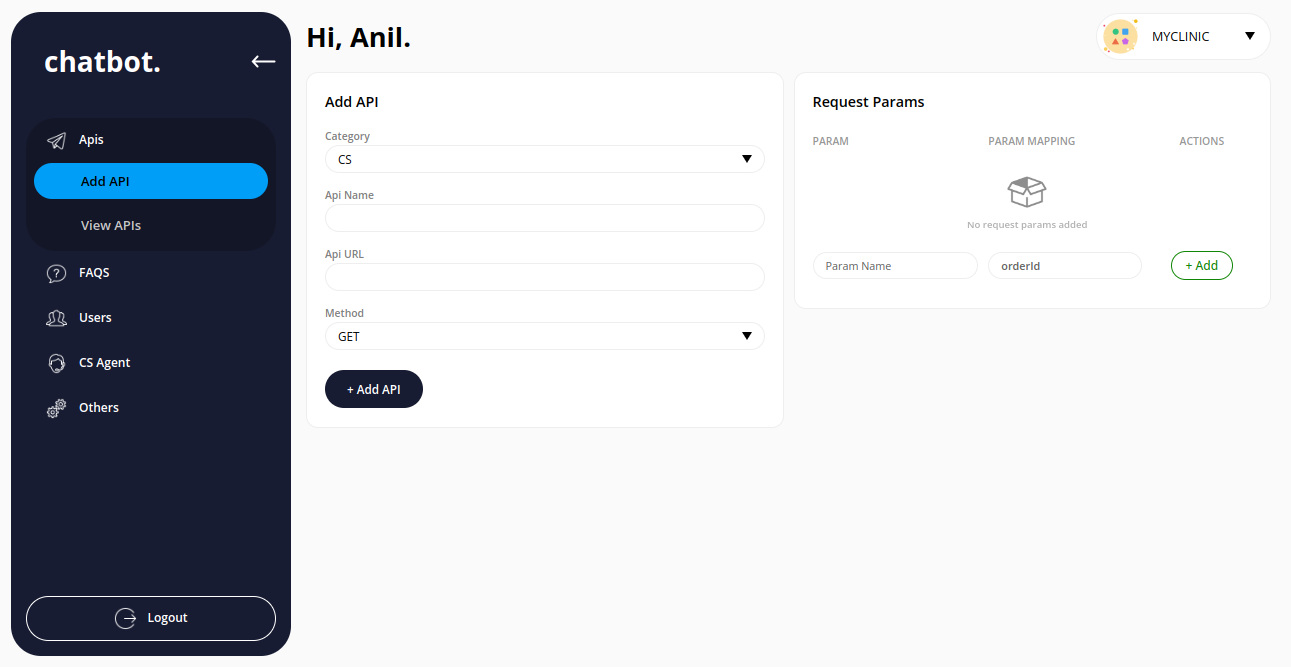 chatbot.
Apis
Add API
View APIs
FAQS
Users
CS Agent
Others
Logout
Hi, Anil.
MYCLINIC
Add API
Category
CS
Api Name
Api URL
Method
GET
+ Add API
Request Params
PARAM PARAM MAPPING ACTIONS
No request params added
Param Name orderId + Add